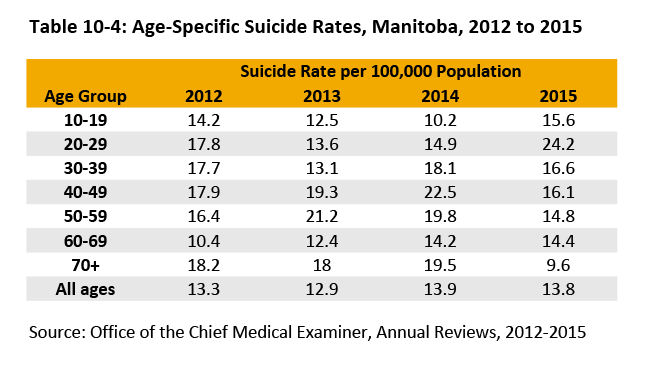 Table 10-4: Age-Specific Suicide Rates, Manitoba, 2012 to 2015
Suicide Rate per 100,000 Population
Age Group 2012 2013 2014 2015
10-19 14.2 12.5 10.2 15.6
20-29 17.8 13.6 14.9 24.2
30-39 17.7 13.1 18.1 16.6
40-49 17.9 19.3 22.5 16.1
50-59 16.4 21.2 19.8 14.8
60-69 10.4 12.4 14.2 14.4
70+ 18.2 18 19.5 9.6
All ages 13.3 12.9 13.9 13.8
Source: Office of the Chief Medical Examiner, Annual Reviews, 2012-2015